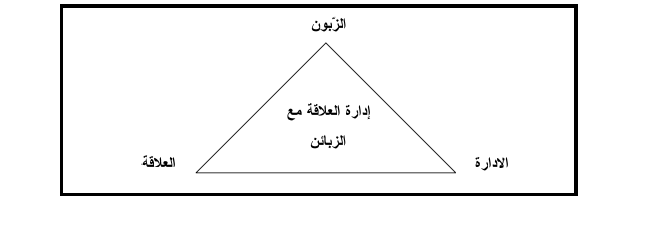 الزّبون
إدارة العلاقة مع
الزبائن
الادارة
العلاقة